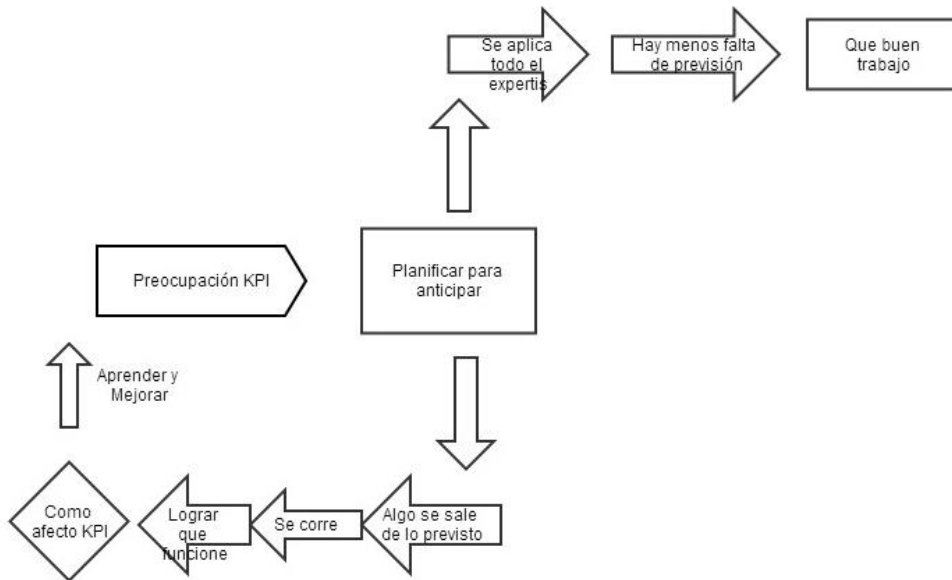 Se aplica
todo el
expertis
Hay menos falta
de previsión
Que buen
trabajo
Preocupación KPI
Planificar para
anticipar
Aprender y
Mejorar
Como
afecto KPI
Lograr
que
funcione
Se corre
Algo se sale
de lo previsto